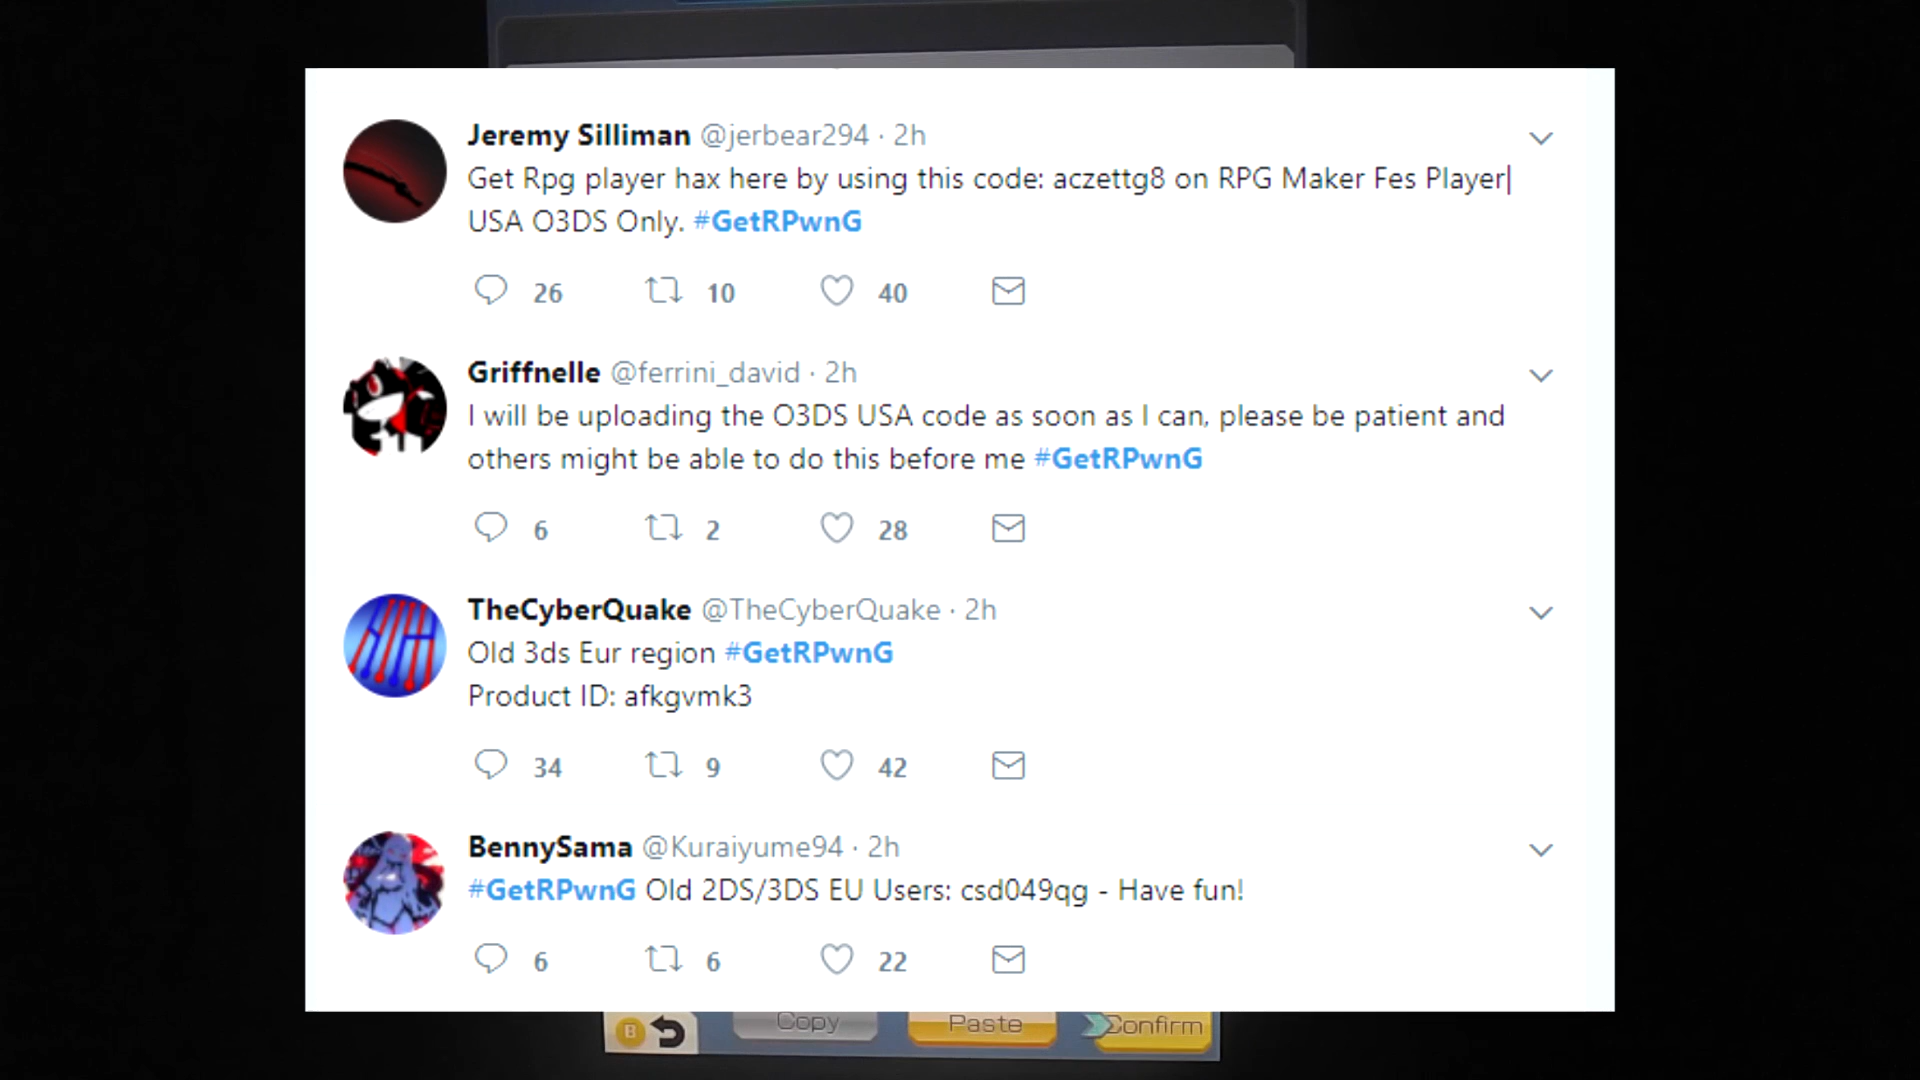 Jeremy Silliman @jerbear294 · 2h
Get Rpg player hax here by using this code: aczettg8 on RPG Maker Fes Player|
USA O3DS Only. #GetRPwnG
26 10 40
Griffnelle @ferrini_david · 2h
I will be uploading the O3DS USA code as soon as I can, please be patient and
others might be able to do this before me #GetRPwnG
6 2 28
TheCyberQuake @TheCyberQuake · 2h
Old 3ds Eur region #GetRPwnG
Product ID: afkgvmk3
34 9 42
BennySama @Kuraiyume94 · 2h
#GetRPwnG Old 2DS/3DS EU Users: csd049qg - Have fun!
6 6 22
B Copy Paste Confirm